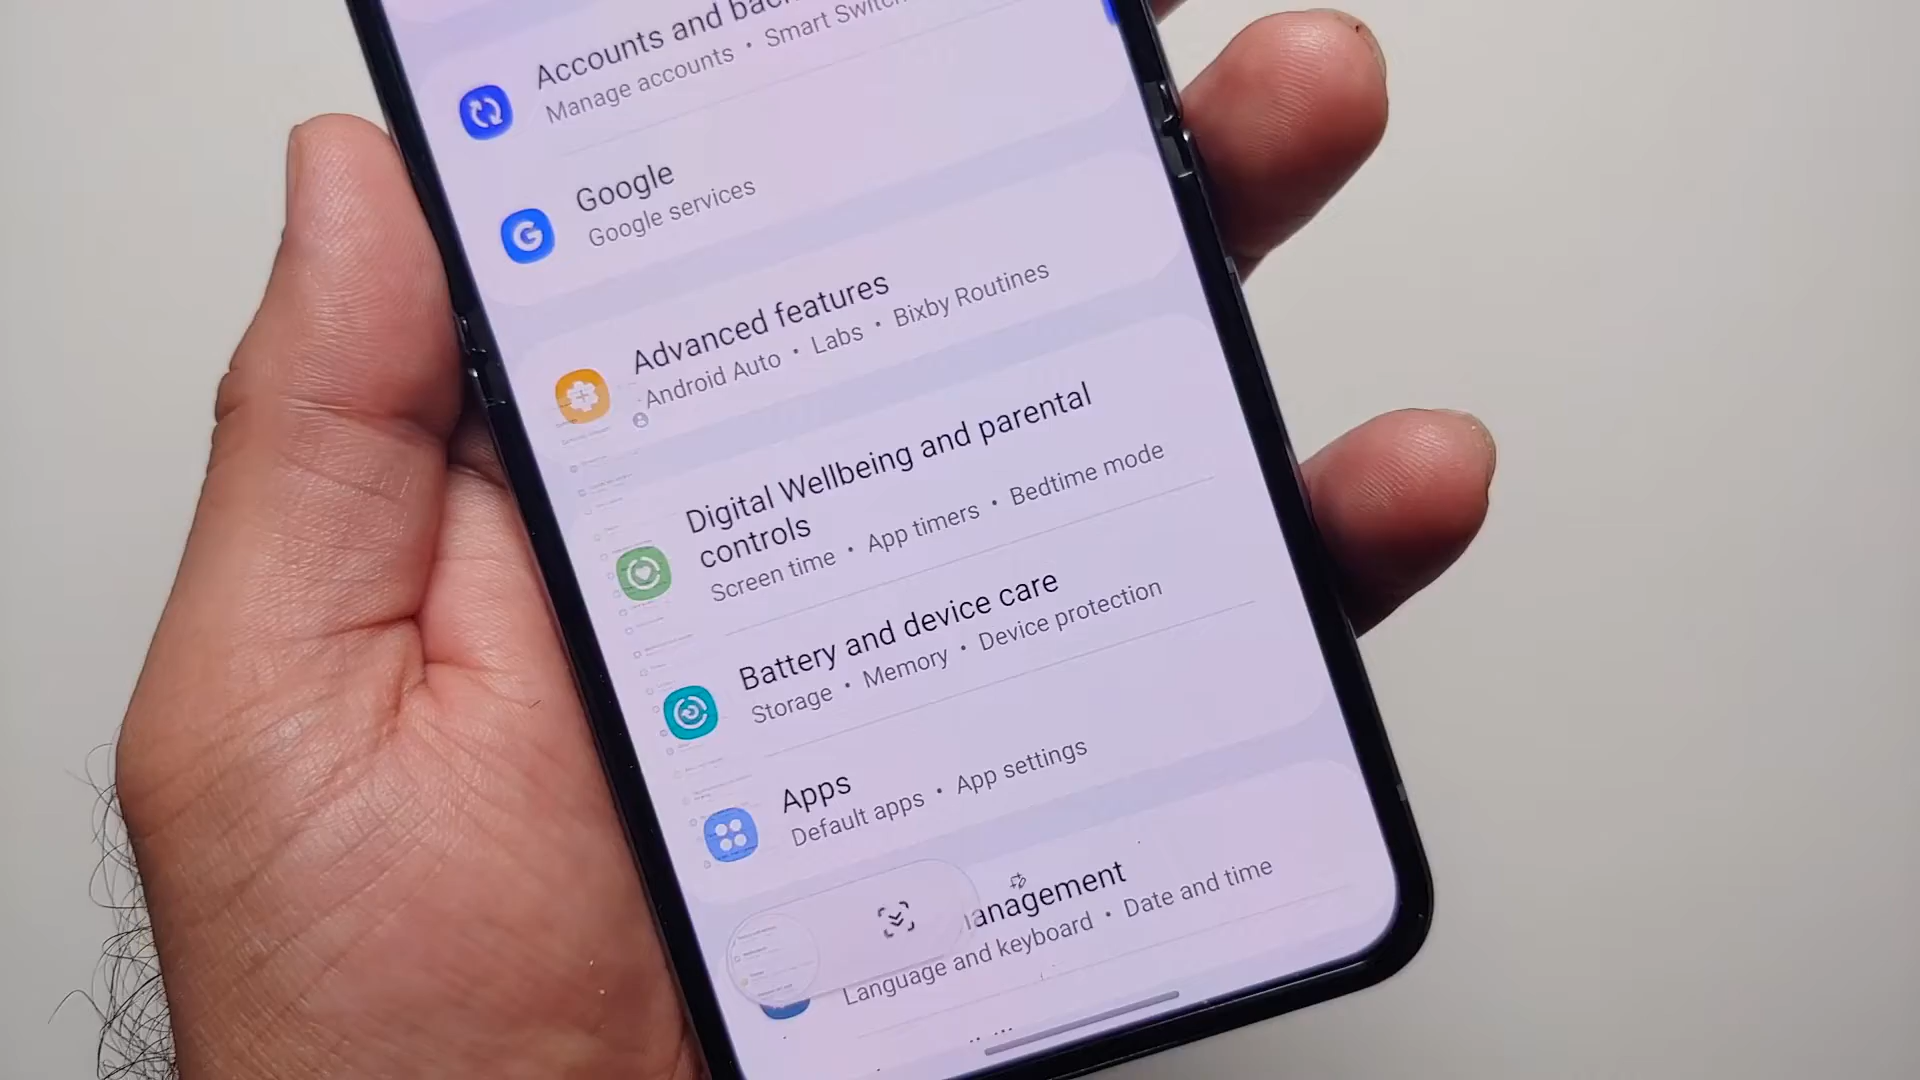 Accounts and bac
Manage accounts • Smart Switch
Google
Google services
Advanced features
Android Auto • Labs • Bixby Routines
Digital Wellbeing and parental
controls
Screen time • App timers • Bedtime mode
Battery and device care
Storage • Memory • Device protection
Apps
Default apps • App settings
anagement
Language and keyboard • Date and time